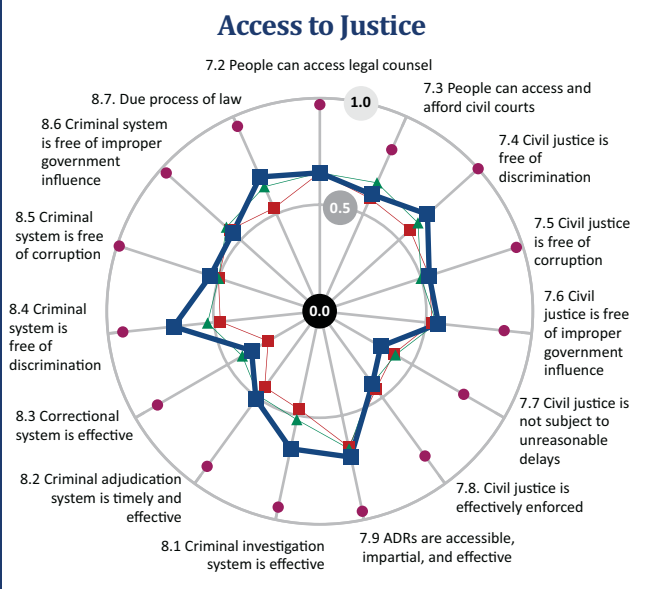 Access to Justice
7.2 People can access legal counsel
1.0
7.3 People can access and
afford civil courts
7.4 Civil justice is
free of
discrimination
7.5 Civil justice
is free of
corruption
7.6 Civil
justice is free
of improper
government
influence
7.7 Civil justice is
not subject to
unreasonable
delays
7.8. Civil justice is
effectively enforced
7.9 ADRs are accessible,
impartial, and effective
8.1 Criminal investigation
system is effective
8.2 Criminal adjudication
system is timely and
effective
8.3 Correctional
system is effective
8.4 Criminal
system is
free of
discrimination
8.5 Criminal
system is free
of corruption
8.6 Criminal system
is free of improper
government
influence
8.7. Due process of law
0.5
0.0